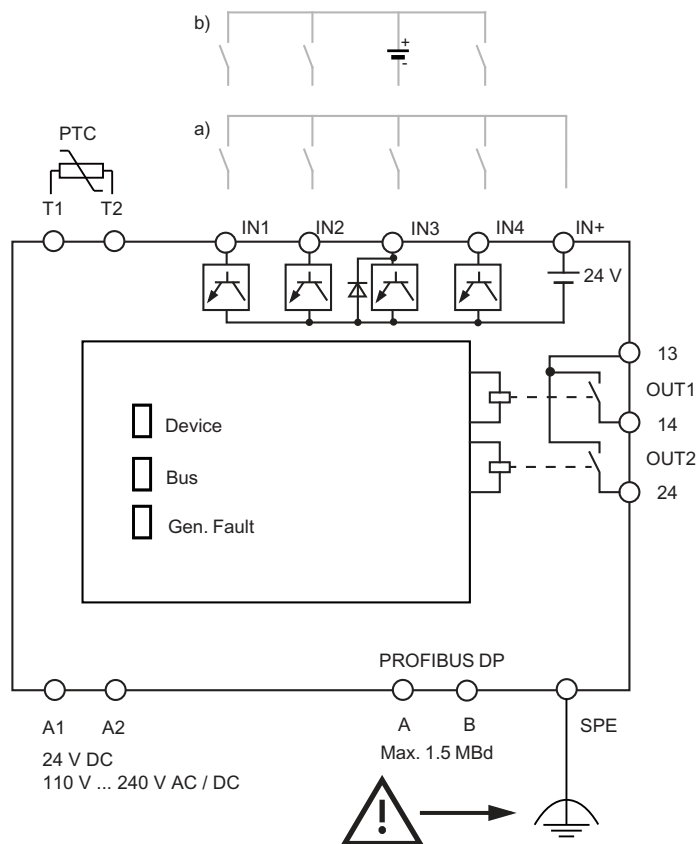 b)
+
-
a)
PTC
T1 T2 IN1 IN2 IN3 IN4 IN+
24 V
13
OUT1
14
OUT2
24
Device
Bus
Gen. Fault
PROFIBUS DP
A1 A2 A B SPE
24 V DC
110 V ... 240 V AC / DC
Max. 1.5 MBd
!